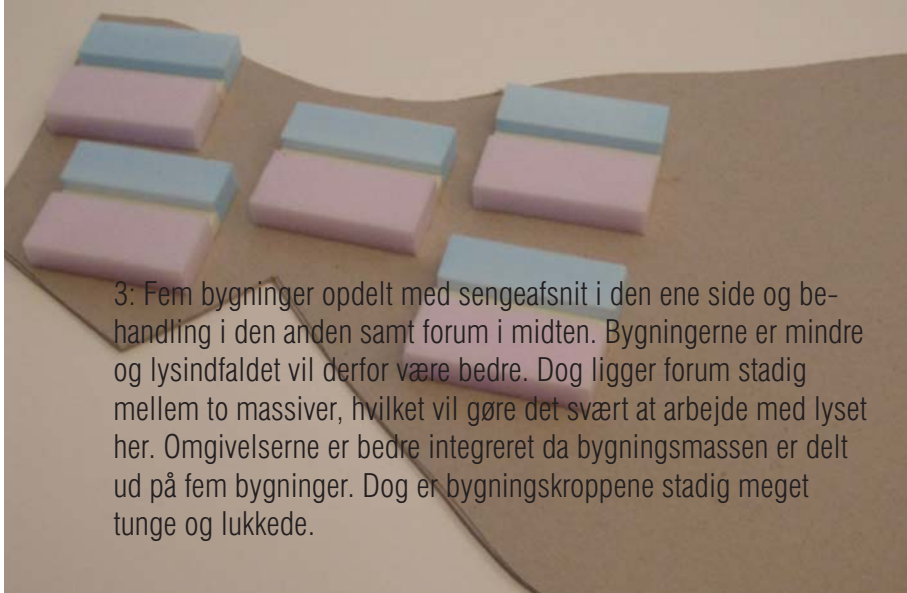 3: Fem bygninger opdelt med sengeafsnit i den ene side og be-
handling i den anden samt forum i midten. Bygningerne er mindre
og lysindfaldet vil derfor være bedre. Dog ligger forum stadig
mellem to massiver, hvilket vil gøre det svært at arbejde med lyset
her. Omgivelserne er bedre integreret da bygningsmassen er delt
ud på fem bygninger. Dog er bygningskroppene stadig meget
tunge og lukkede.